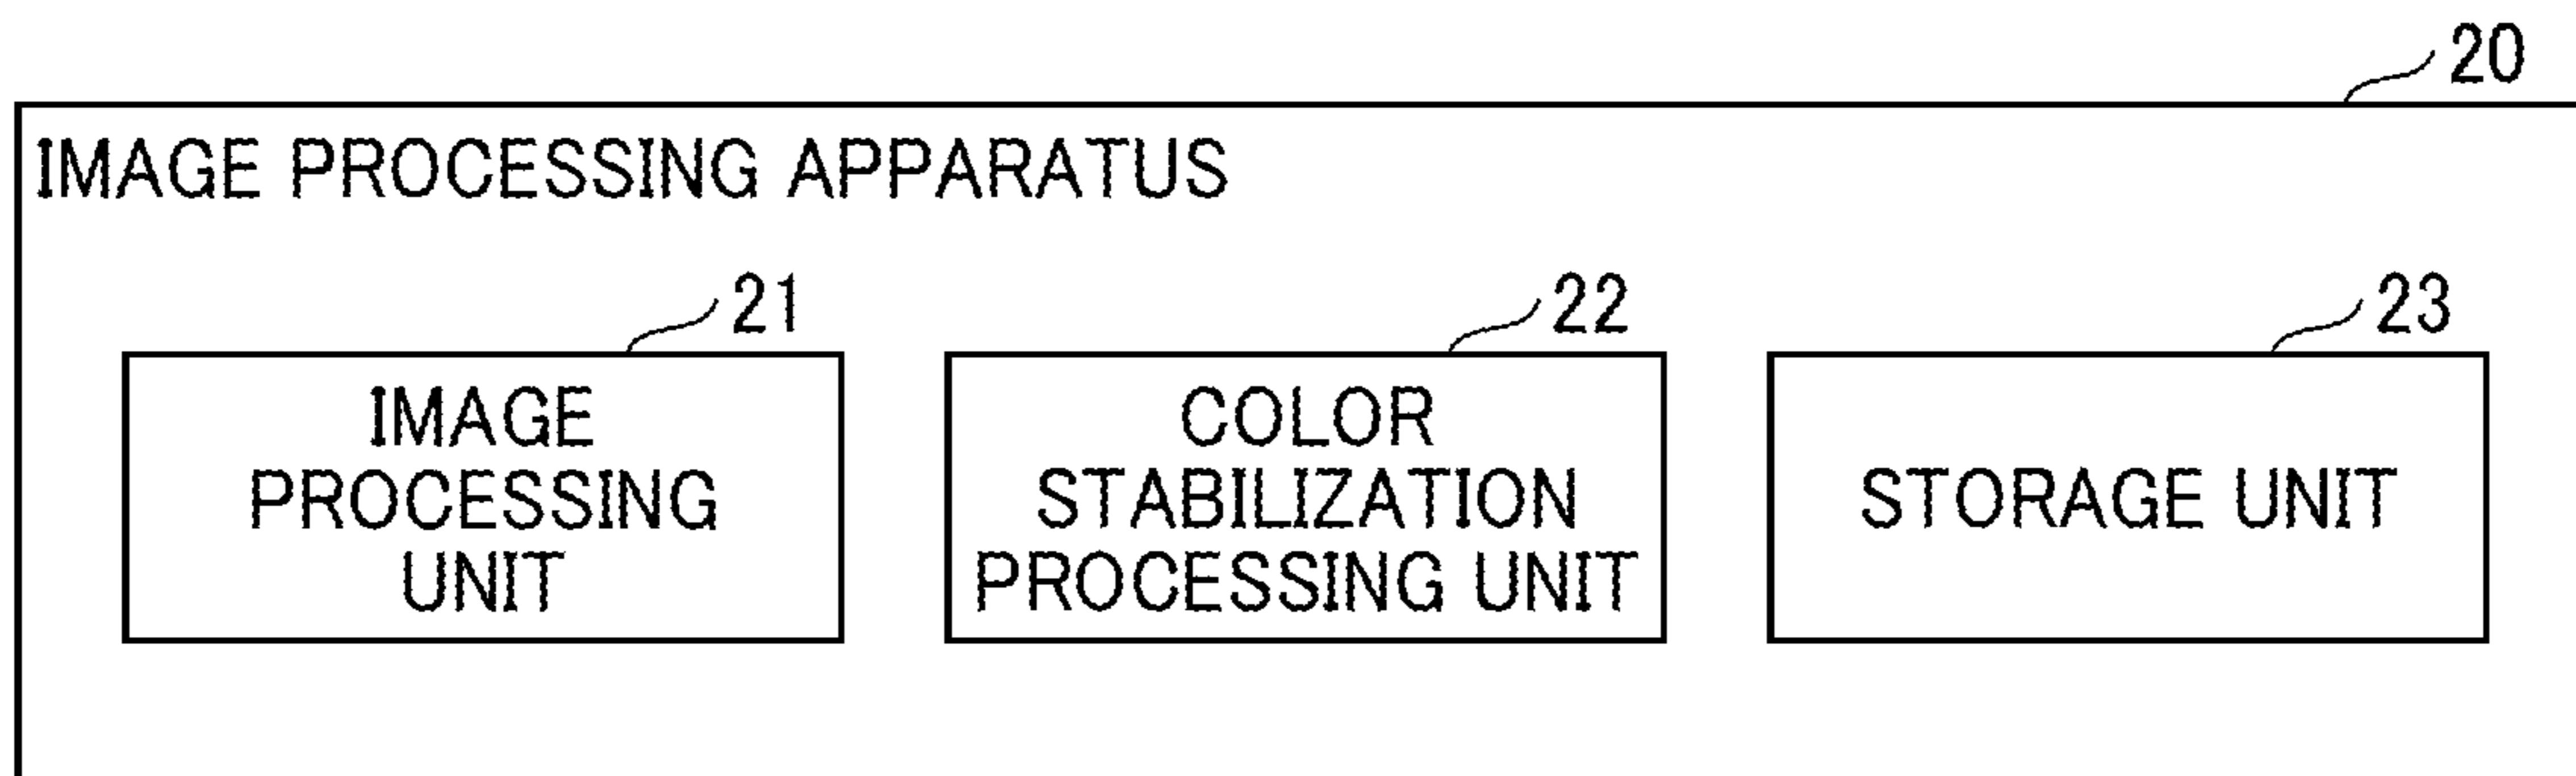 20
IMAGE PROCESSING APPARATUS
21
22
23
IMAGE
PROCESSING
UNIT
COLOR
STABILIZATION
PROCESSING UNIT
STORAGE UNIT